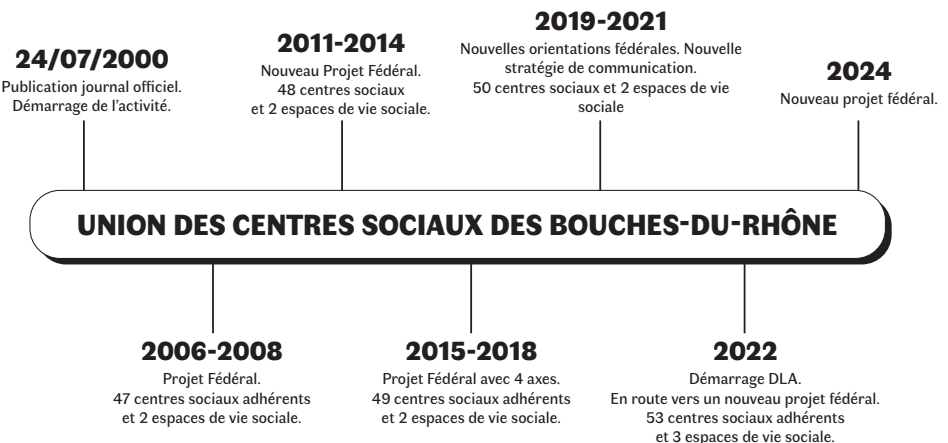 24/07/2000
Publication journal officiel.
Démarrage de l'activité.
2011-2014
Nouveau Projet Fédéral.
48 centres sociaux
et 2 espaces de vie sociale.
2019-2021
Nouvelles orientations fédérales. Nouvelle
stratégie de communication.
50 centres sociaux et 2 espaces de vie
sociale
2024
Nouveau projet fédéral.
UNION DES CENTRES SOCIAUX DES BOUCHES-DU-RHÔNE
2006-2008
Projet Fédéral.
47 centres sociaux adhérents
et 2 espaces de vie sociale.
2015-2018
Projet Fédéral avec 4 axes.
49 centres sociaux adhérents
et 2 espaces de vie sociale.
2022
Démarrage DLA.
En route vers un nouveau projet fédéral.
53 centres sociaux adhérents
et 3 espaces de vie sociale.